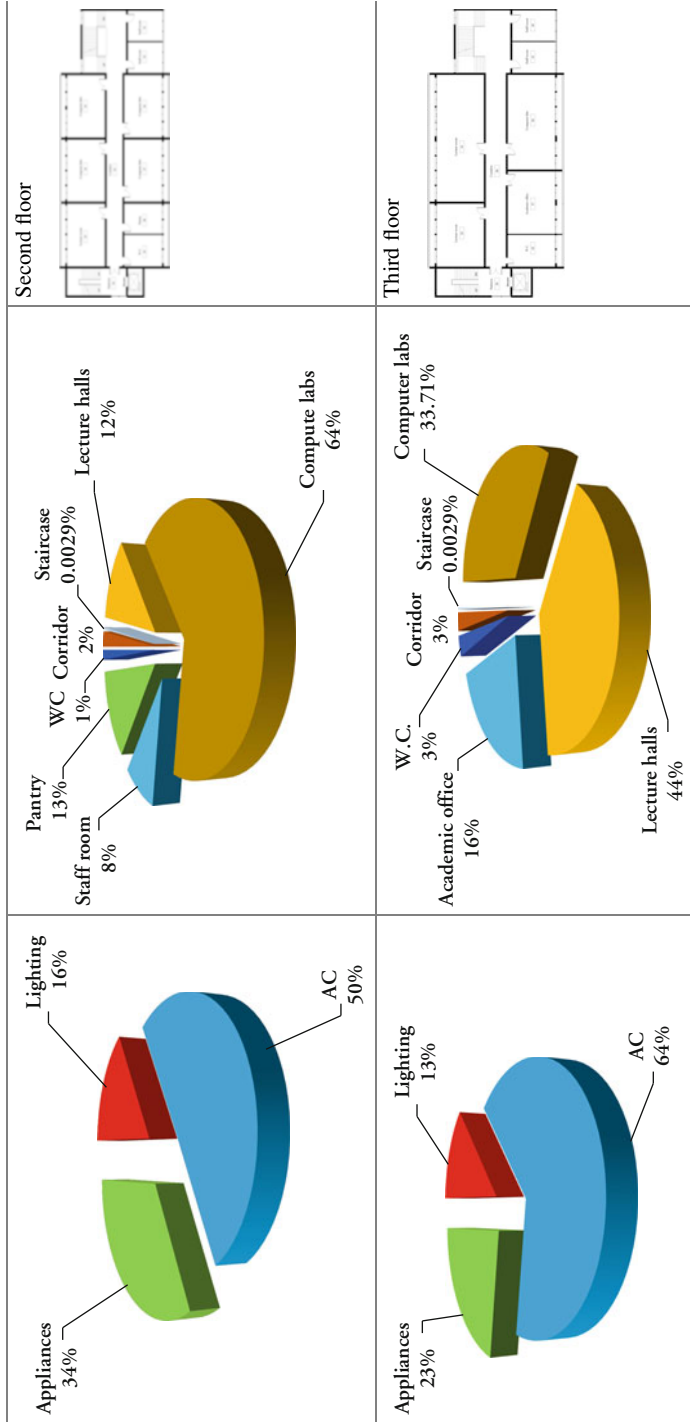 Second floor
Lecture halls
12%
Staircase
0.0029%
Corridor
2%
WC
1%
Pantry
13%
Staff room
8%
Compute labs
64%
Lighting
16%
AC
50%
Appliances
34%
Third floor
Computer labs
33.71%
Staircase
0.0029%
Corridor
3%
W.C.
3%
Academic office
16%
Lecture halls
44%
Lighting
13%
AC
64%
Appliances
23%